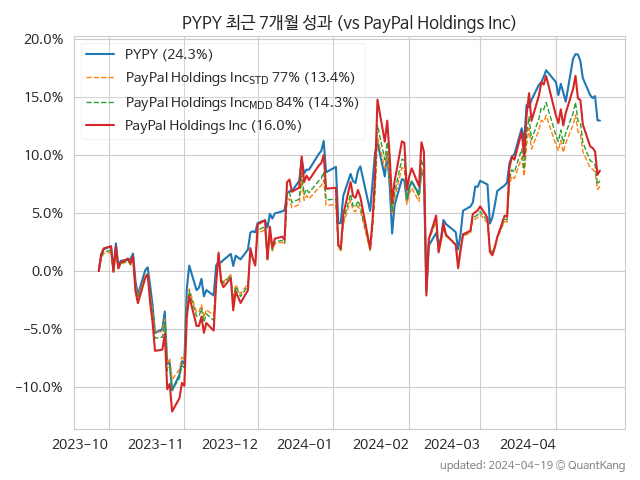 PYPY 최근 7개월 성과 (vs PayPal Holdings Inc)
20.0%
15.0%
10.0%
5.0%
0.0%
−5.0%
−10.0%
PYPY (24.3%)
PayPal Holdings IncSTD 77% (13.4%)
PayPal Holdings IncMDD 84% (14.3%)
PayPal Holdings Inc (16.0%)
2023-10 2023-11 2023-12 2024-01 2024-02 2024-03 2024-04
updated: 2024-04-19 © QuantKang